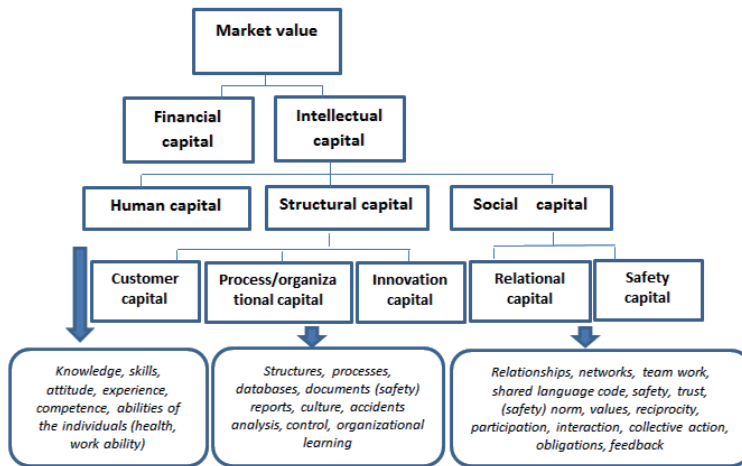 Market value
Financial
capital
Intellectual
capital
Human capital
Structural capital
Social capital
Customer
capital
Process/organiza
tional capital
Innovation
capital
Relational
capital
Safety
capital
Knowledge, skills,
attitude, experience,
competence, abilities of
the individuals (health,
work ability)
Structures, processes,
databases, documents (safety)
reports, culture, accidents
analysis, control, organizational
learning
Relationships, networks, team work,
shared language code, safety, trust,
(safety) norm, values, reciprocity,
participation, interaction, collective action,
obligations, feedback